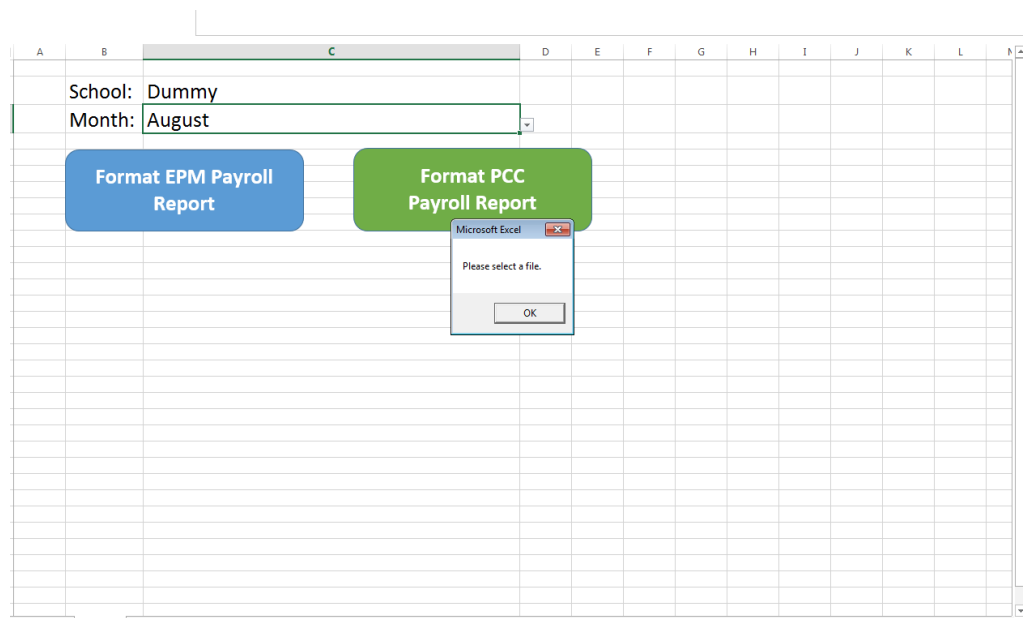 A B C D E F G H I J K L
School: Dummy
Month: August
Format EPM Payroll
Report
Format PCC
Payroll Report
Microsoft Excel
Please select a file.
OK